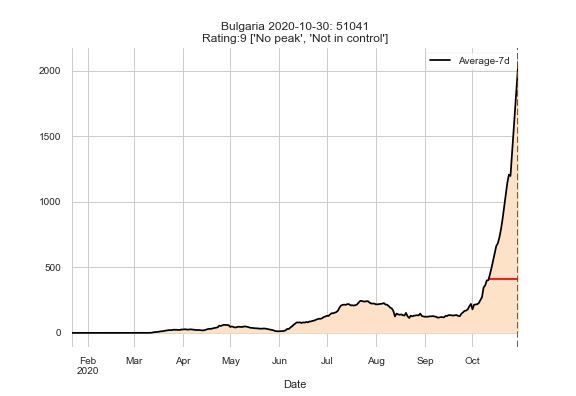 Bulgaria 2020-10-30: 51041
Rating:9 ['No peak', 'Not in control']
Average-7d
2000
1500
1000
500
0
Feb Mar Apr May Jun Jul Aug Sep Oct
2020
Date